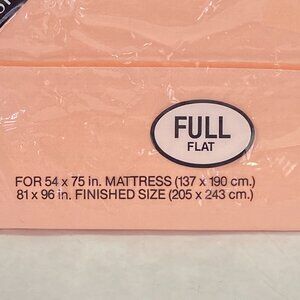 FULL
FLAT
FOR 54 x 75 in. MATTRESS (137 x 190 cm.)
81 x 96 in. FINISHED SIZE (205 x 243 cm.)